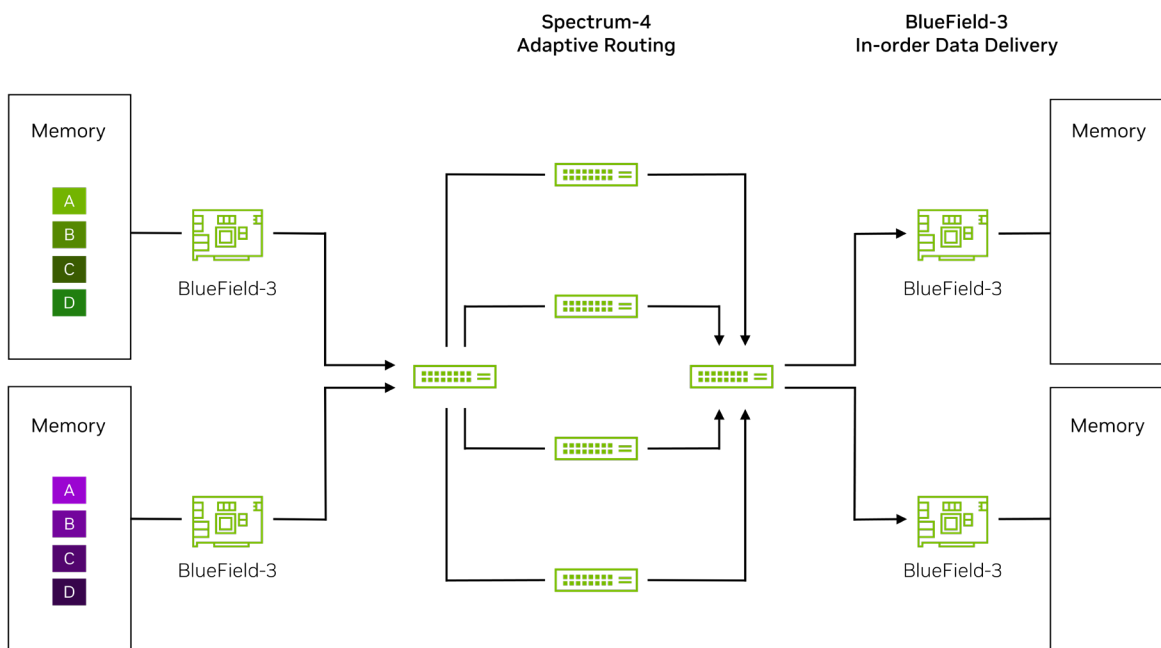 Spectrum-4
Adaptive Routing
BlueField-3
In-order Data Delivery
Memory
A
B
C
D
BlueField-3
BlueField-3
Memory
Memory
A
B
C
D
BlueField-3
BlueField-3
Memory